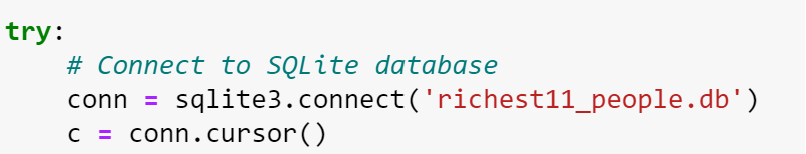 try:
    # Connect to SQLite database
    conn = sqlite3.connect('richest11_people.db')
    c = conn.cursor()